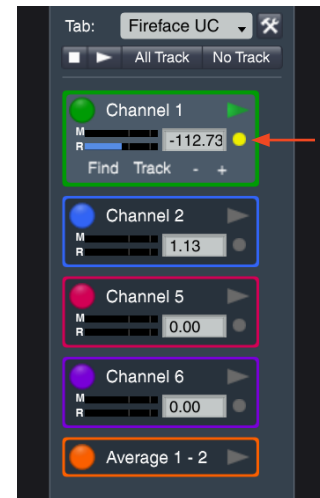 Tab: Fireface UC
All Track No Track
Channel 1
M
R -112.73
Find Track - +
Channel 2
M
R 1.13
Channel 5
M
R 0.00
Channel 6
M
R 0.00
Average 1 - 2